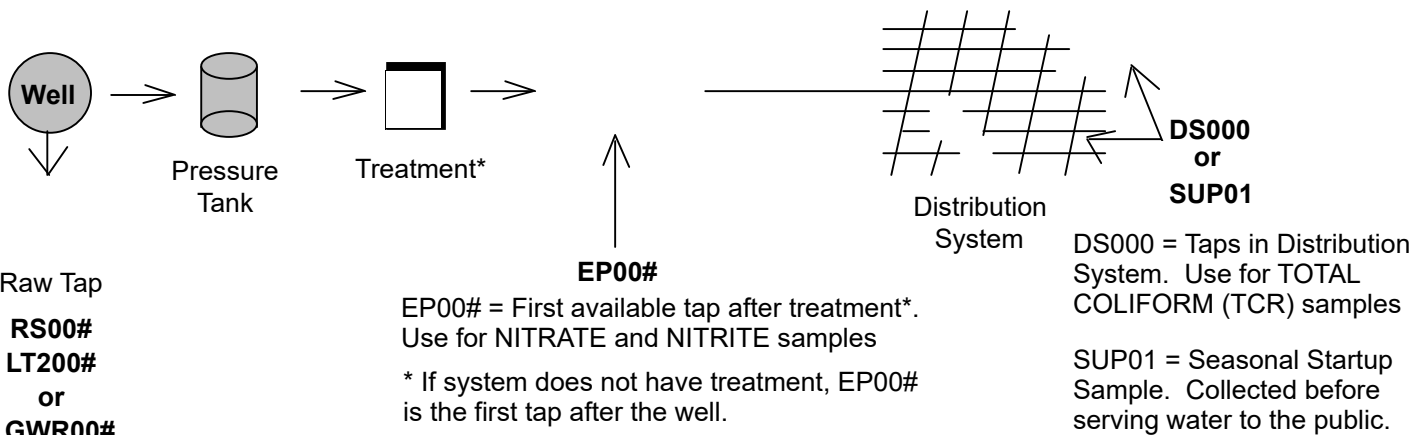 Well
Pressure
Tank
Treatment*
Distribution
System
DS000
or
SUP01
Raw Tap
RS00#
LT200#
or
GWR00#
EP00#
EP00# = First available tap after treatment*.
Use for NITRATE and NITRITE samples
* If system does not have treatment, EP00#
is the first tap after the well.
DS000 = Taps in Distribution
System. Use for TOTAL
COLIFORM (TCR) samples
SUP01 = Seasonal Startup
Sample. Collected before
serving water to the public.